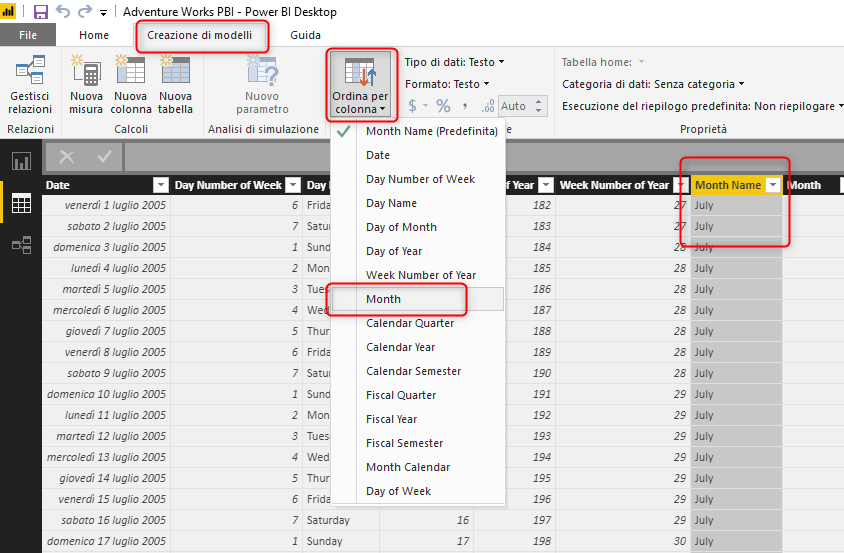 Adventure Works PBI - Power BI Desktop
File Home Creazione di modelli Guida
Gestisci relazioni
Nuova misura
Nuova colonna
Nuova tabella
Nuovo parametro
Ordina per colonna
Tipo di dati: Testo
Formato: Testo
$ % , .00 Auto
Tabella home:
Categoria di dati: Senza categoria
Esecuzione del riepilogo predefinita: Non riepilogare
Relazioni Calcoli Analisi di simulazione Proprietà
Month Name (Predefinita)
Date
Day Number of Week
Day Name
Day of Month
Day of Year
Week Number of Year
Month
Calendar Quarter
Calendar Year
Calendar Semester
Fiscal Quarter
Fiscal Year
Fiscal Semester
Month Calendar
Day of Week
Date Day Number of Week Day f Year Week Number of Year Month Name Month
venerdì 1 luglio 2005 6 Frida 182 27 July
sabato 2 luglio 2005 7 Satur 183 27 July
domenica 3 luglio 2005 1 Sund 184 28 July
lunedì 4 luglio 2005 2 Mon 185 28 July
martedì 5 luglio 2005 3 Tues 186 28 July
mercoledì 6 luglio 2005 4 Wed 187 28 July
giovedì 7 luglio 2005 5 Thur 188 28 July
venerdì 8 luglio 2005 6 Frida 189 28 July
sabato 9 luglio 2005 7 Satur 190 28 July
domenica 10 luglio 2005 1 Sund 191 29 July
lunedì 11 luglio 2005 2 Mon 192 29 July
martedì 12 luglio 2005 3 Tues 193 29 July
mercoledì 13 luglio 2005 4 Wed 194 29 July
giovedì 14 luglio 2005 5 Thur 195 29 July
venerdì 15 luglio 2005 6 Frida 196 29 July
sabato 16 luglio 2005 7 Saturday 16 197 29 July
domenica 17 luglio 2005 1 Sunday 17 198 30 July